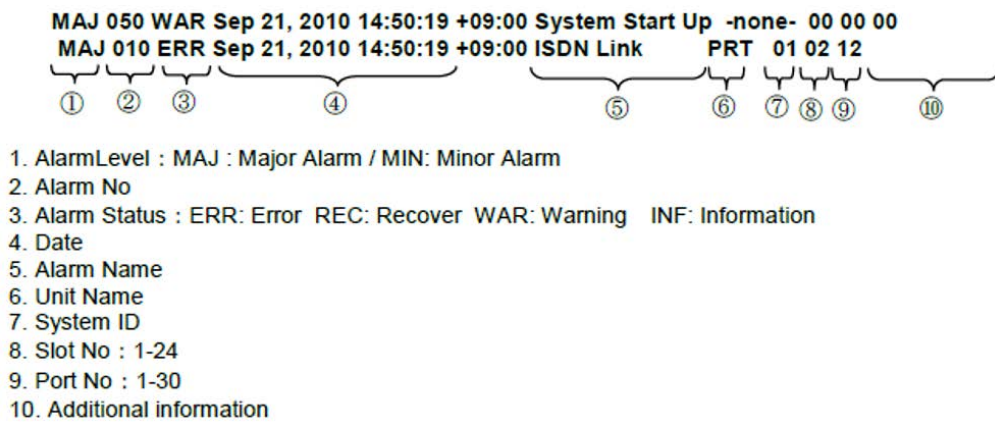 MAJ 050 WAR Sep 21, 2010 14:50:19 +09:00 System Start Up -none- 00 00 00
MAJ 010 ERR Sep 21, 2010 14:50:19 +09:00 ISDN Link PRT 01 02 12
① ② ③ ④ ⑤ ⑥ ⑦ ⑧ ⑨ ⑩
1. AlarmLevel : MAJ : Major Alarm / MIN: Minor Alarm
2. Alarm No
3. Alarm Status : ERR: Error REC: Recover WAR: Warning INF: Information
4. Date
5. Alarm Name
6. Unit Name
7. System ID
8. Slot No : 1-24
9. Port No : 1-30
10. Additional information